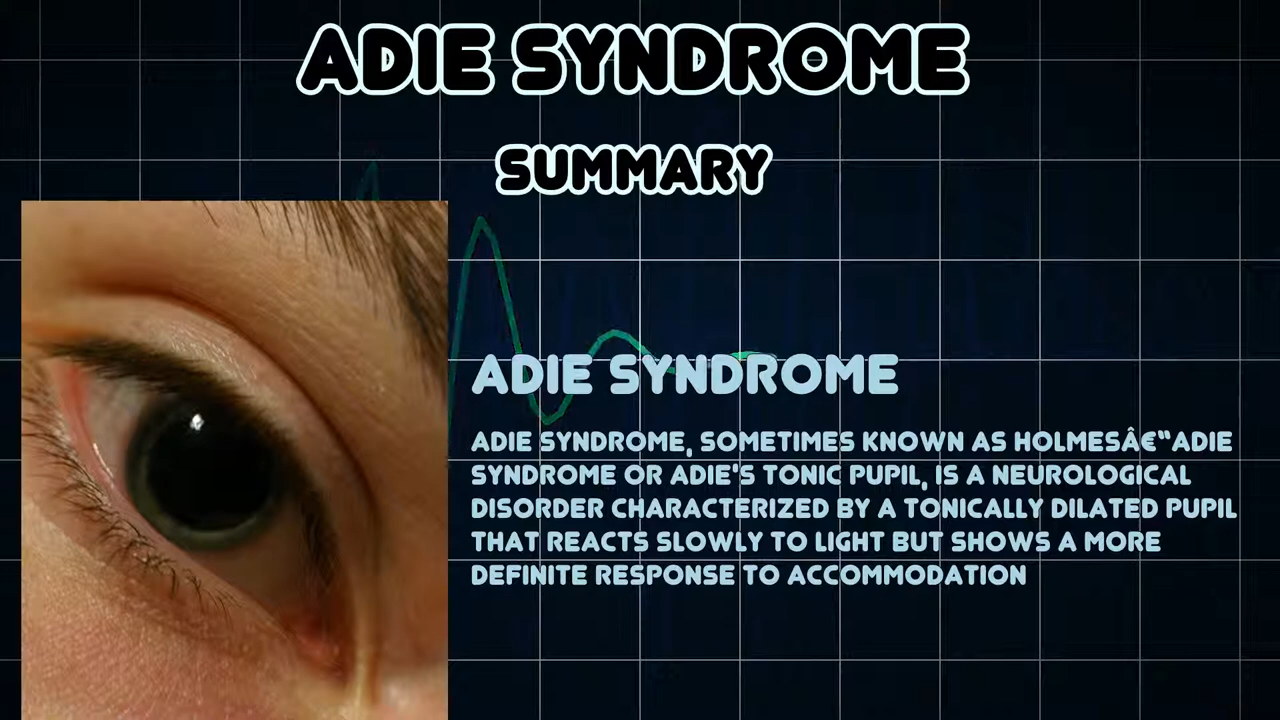 ADIE SYNDROME
SUMMARY
ADIE SYNDROME
ADIE SYNDROME, SOMETIMES KNOWN AS HOLMESÂ€“ADIE
SYNDROME OR ADIE'S TONIC PUPIL, IS A NEUROLOGICAL
DISORDER CHARACTERIZED BY A TONICALLY DILATED PUPIL
THAT REACTS SLOWLY TO LIGHT BUT SHOWS A MORE
DEFINITE RESPONSE TO ACCOMMODATION